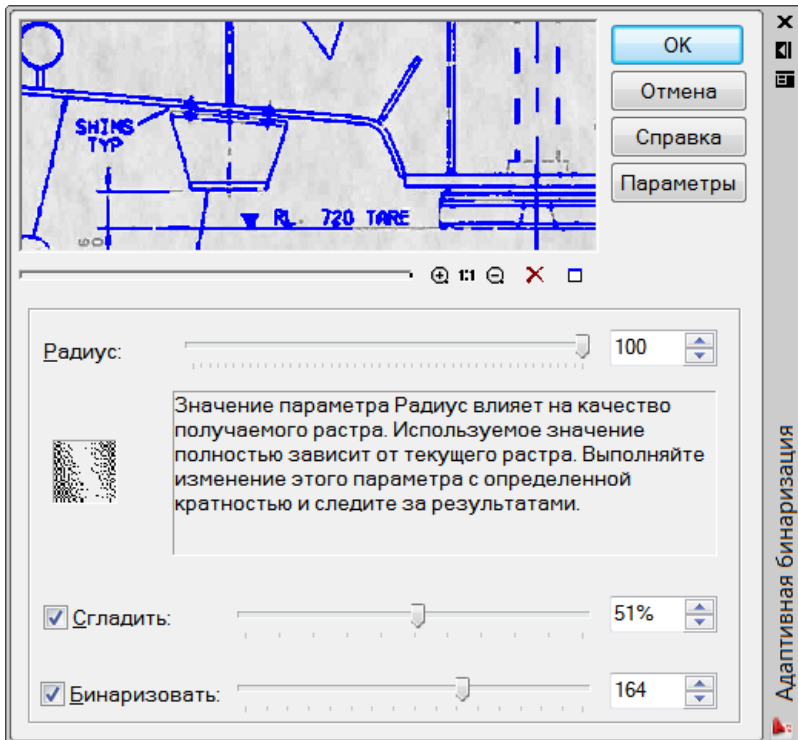 SHIMS
TYP
RL. 720 TARE
60
OK
Отмена
Справка
Параметры
1:1
Радиус:
100
Значение параметра Радиус влияет на качество
получаемого растра. Используемое значение
полностью зависит от текущего растра. Выполняйте
изменение этого параметра с определенной
кратностью и следите за результатами.
Сгладить:
51%
Бинаризовать:
164
Адаптивная бинаризация